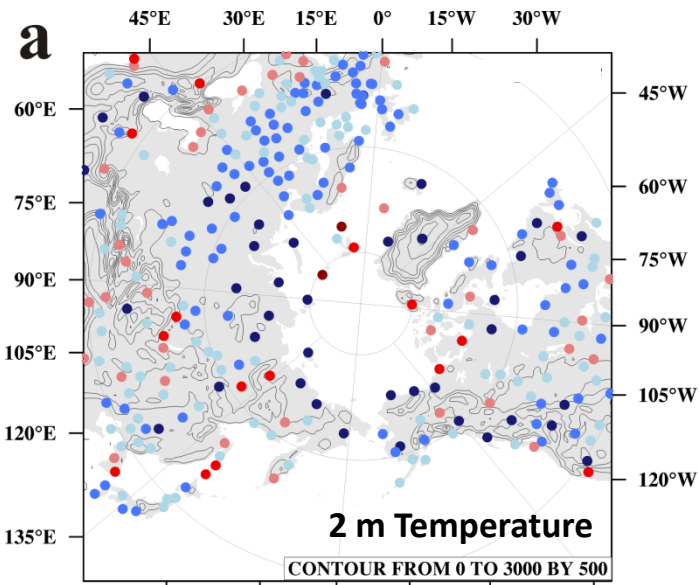 a
45°E 30°E 15°E 0° 15°W 30°W
60°E
75°E
90°E
105°E
120°E
135°E
45°W
60°W
75°W
90°W
105°W
120°W
2 m Temperature
CONTOUR FROM 0 TO 3000 BY 500